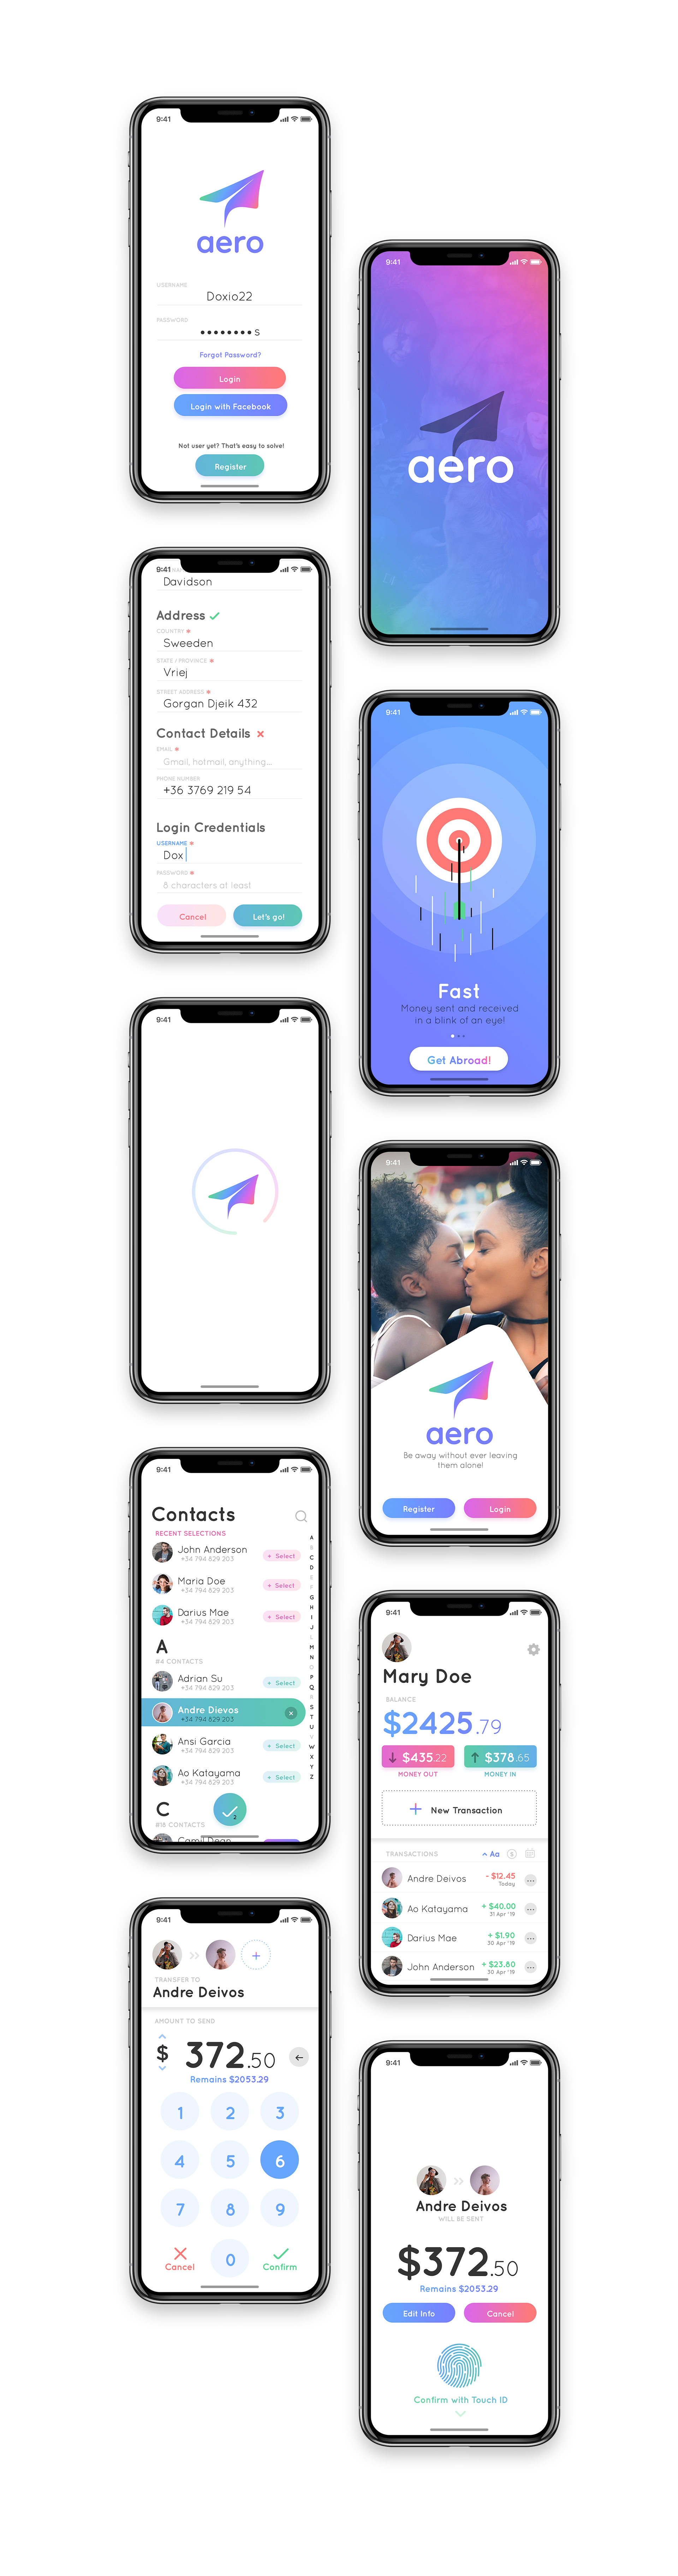 9:41
aero
USERNAME
Doxio22
PASSWORD
••••••••s
Forgot Password?
Login
Login with Facebook
Not user yet? That's easy to solve!
Register
9:41
aero
9:41
Davidson
Address
COUNTRY *
Sweeden
STATE / PROVINCE *
Vriej
STREET ADDRESS *
Gorgan Djeik 432
Contact Details
EMAIL *
Gmail, hotmail, anything...
PHONE NUMBER
+36 3769 219 54
Login Credentials
USERNAME *
Dox
PASSWORD *
8 characters at least
Cancel
Let's go!
9:41
Fast
Money sent and received
in a blink of an eye!
Get Abroad!
9:41
9:41
aero
Be away without ever leaving
them alone!
Register
Login
9:41
Contacts
RECENT SELECTIONS
John Anderson
+34 794 829 203
+ Select
Maria Doe
+34 794 829 203
+ Select
Darius Mae
+34 794 829 203
+ Select
A
#4 CONTACTS
Adrian Su
+34 794 829 203
+ Select
Andre Dievos
+34 794 829 203
Ansi Garcia
+34 794 829 203
+ Select
Ao Katayama
+34 794 829 203
+ Select
C
#18 CONTACTS
Camil Dean
2
A
B
C
D
E
F
G
H
I
J
L
M
N
O
P
Q
R
S
T
U
V
W
X
Y
Z
9:41
Mary Doe
BALANCE
$2425.79
$435.22
MONEY OUT
$378.65
MONEY IN
+ New Transaction
TRANSACTIONS
Aa
$
Andre Deivos
- $12.45
Today
Ao Katayama
+ $40.00
31 Apr '19
Darius Mae
+ $1.90
30 Apr '19
John Anderson
+ $23.80
30 Apr '19
9:41
TRANSFER TO
Andre Deivos
AMOUNT TO SEND
$ 372.50
Remains $2053.29
1 2 3
4 5 6
7 8 9
0
Cancel
Confirm
9:41
Andre Deivos
WILL BE SENT
$372.50
Remains $2053.29
Edit Info
Cancel
Confirm with Touch ID